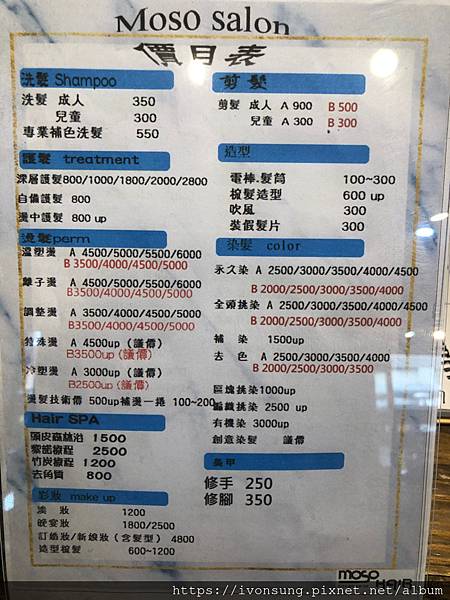 Moso salon
價目表
洗髮 Shampoo
洗髮 成人 350
兒童 300
專業補色洗髮 550
護髮 treatment
深層護髮800/1000/1800/2000/2800
自備護髮 800
燙中護髮 800 up
燙髮perm
溫塑燙 A 4500/5000/5500/6000
B 3500/4000/4500/5000
離子燙 A 4500/5000/5500/6000
B3500/4000/4500/5000
調整燙 A 3500/4000/4500/5000
B3500/4000/4500/5000
特殊燙 A 4500up (議價)
B3500up (議價)
冷塑燙 A 3000up (議價)
B2500up (議價)
燙髮技術價 500up補燙一捲 100~200
Hair SPA
頭皮森林浴 1500
療程 2500
竹炭療程 1200
去角質 800
彩妝 make up
濃 妝 1200
晚宴妝 1800/2500
訂婚妝/新娘妝 (含髮型) 4800
造型梳髮 600~1200
剪髮
剪髮 成人 A 900 B 500
兒童 A 300 B 300
造型
電棒.髮筒 100~300
梳髮造型 600 up
吹風 300
裝假髮片 300
染髮 color
永久染 A 2500/3000/3500/4000/4500
B 2000/2500/3000/3500/4000
全頭挑染 A 2500/3000/3500/4000/4500
B 2000/2500/3000/3500/4000
補 染 1500up
去 色 A 2500/3000/3500/4000
B 2000/2500/3000/3500
區塊挑染1000up
編織挑染 2500 up
有機染 3000up
創意染髮 議價
美甲
修手 250
修腳 350
moso
HAIR
https://ivonsung.pixnet.net/album